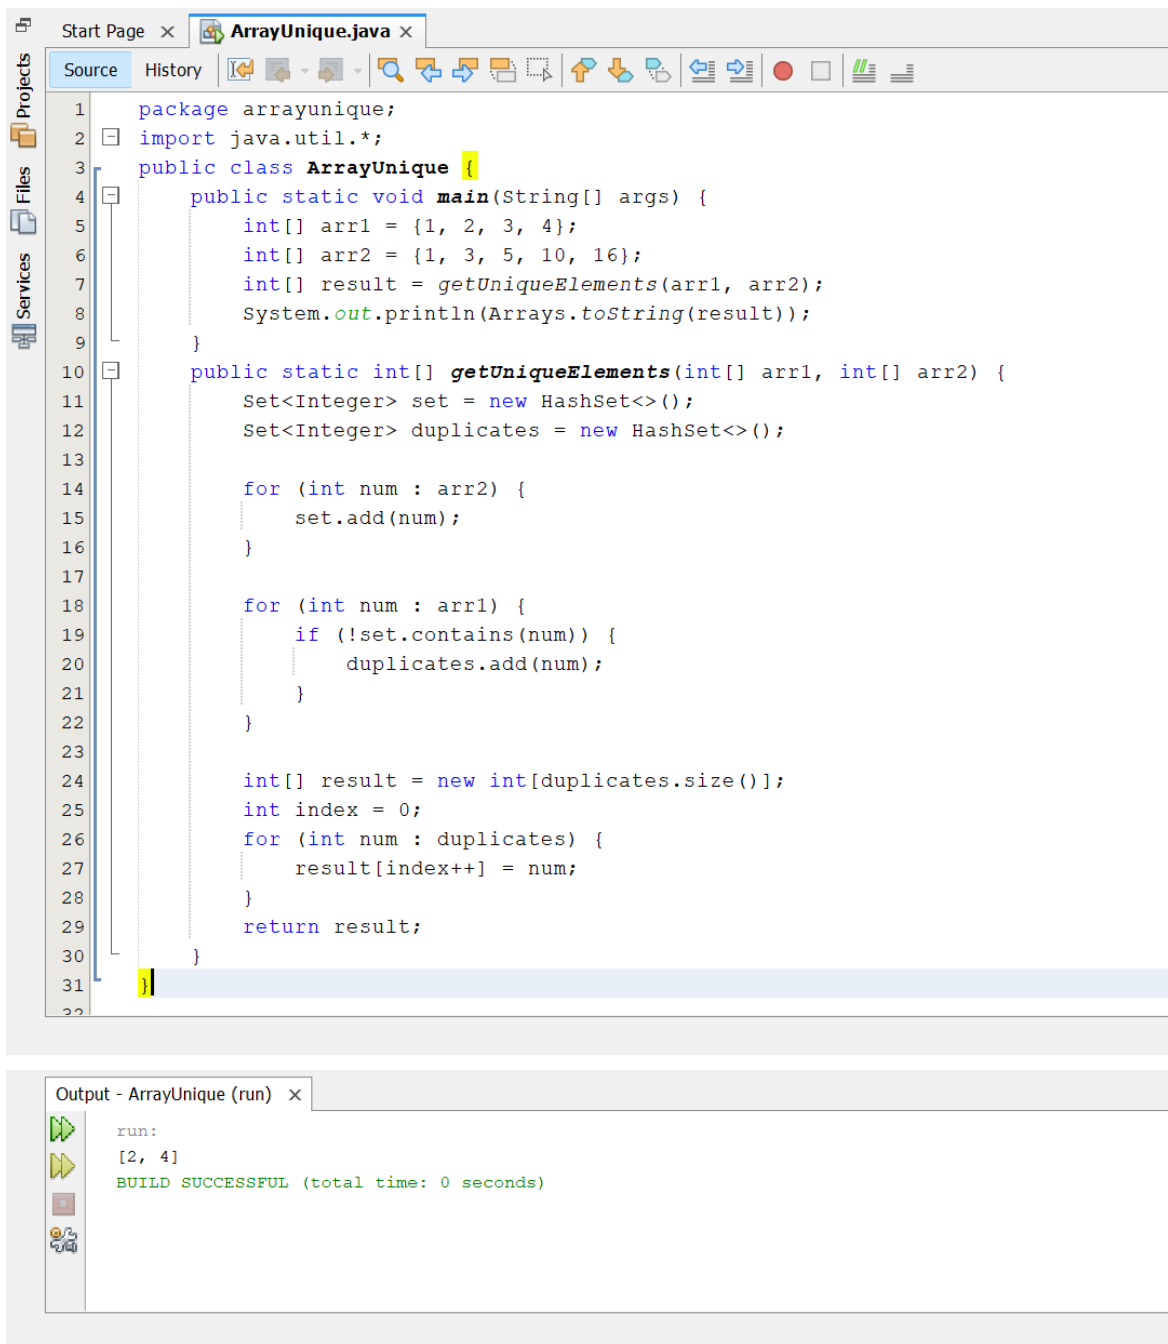 Start Page
ArrayUnique.java
Projects
Files
Services
Source History
1 package arrayunique;
2 import java.util.*;
3 public class ArrayUnique {
4     public static void main(String[] args) {
5         int[] arr1 = {1, 2, 3, 4};
6         int[] arr2 = {1, 3, 5, 10, 16};
7         int[] result = getUniqueElements(arr1, arr2);
8         System.out.println(Arrays.toString(result));
9     }
10     public static int[] getUniqueElements(int[] arr1, int[] arr2) {
11         Set<Integer> set = new HashSet<>();
12         Set<Integer> duplicates = new HashSet<>();
13
14         for (int num : arr2) {
15             set.add(num);
16         }
17
18         for (int num : arr1) {
19             if (!set.contains(num)) {
20                 duplicates.add(num);
21             }
22         }
23
24         int[] result = new int[duplicates.size()];
25         int index = 0;
26         for (int num : duplicates) {
27             result[index++] = num;
28         }
29         return result;
30     }
31 }
32
Output - ArrayUnique (run)
run:
[2, 4]
BUILD SUCCESSFUL (total time: 0 seconds)